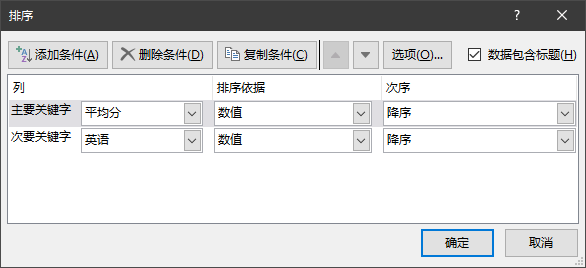 排序
? ×
添加条件(A) 删除条件(D) 复制条件(C) 选项(O)... 数据包含标题(H)
列 排序依据 次序
主要关键字 平均分 数值 降序
次要关键字 英语 数值 降序
确定 取消